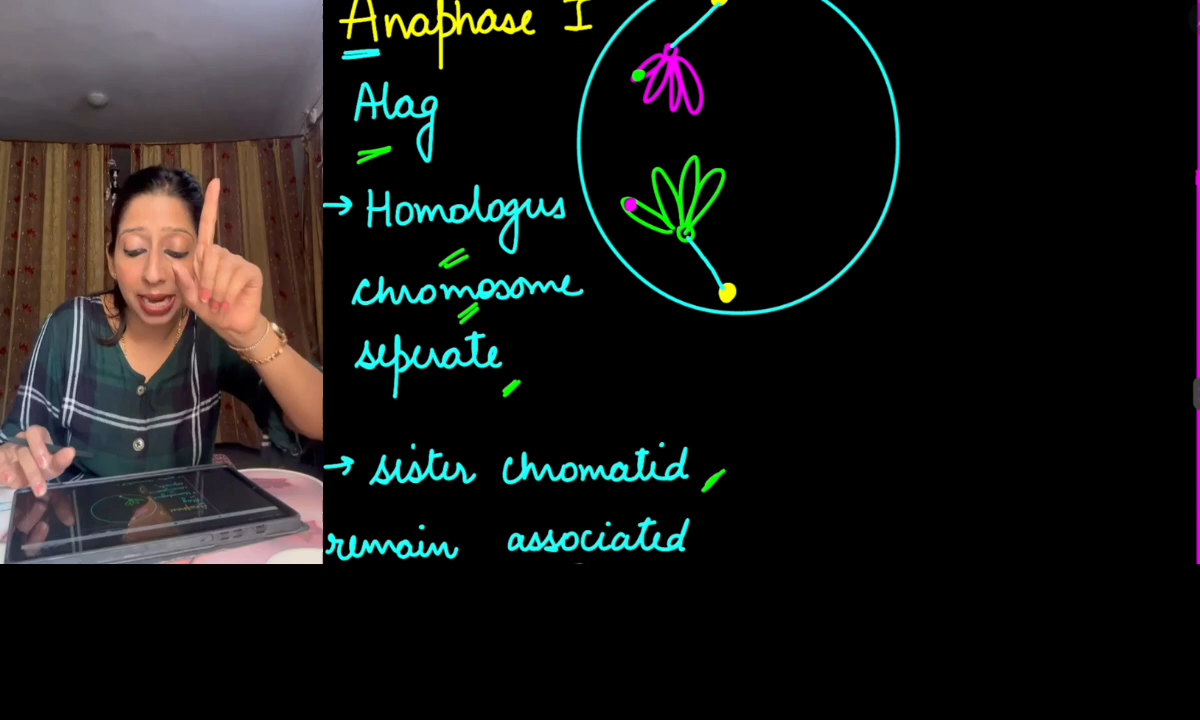 Anaphase I
Alag
→ Homologus
chromosome
seperate
→ sister chromatid
remain associated